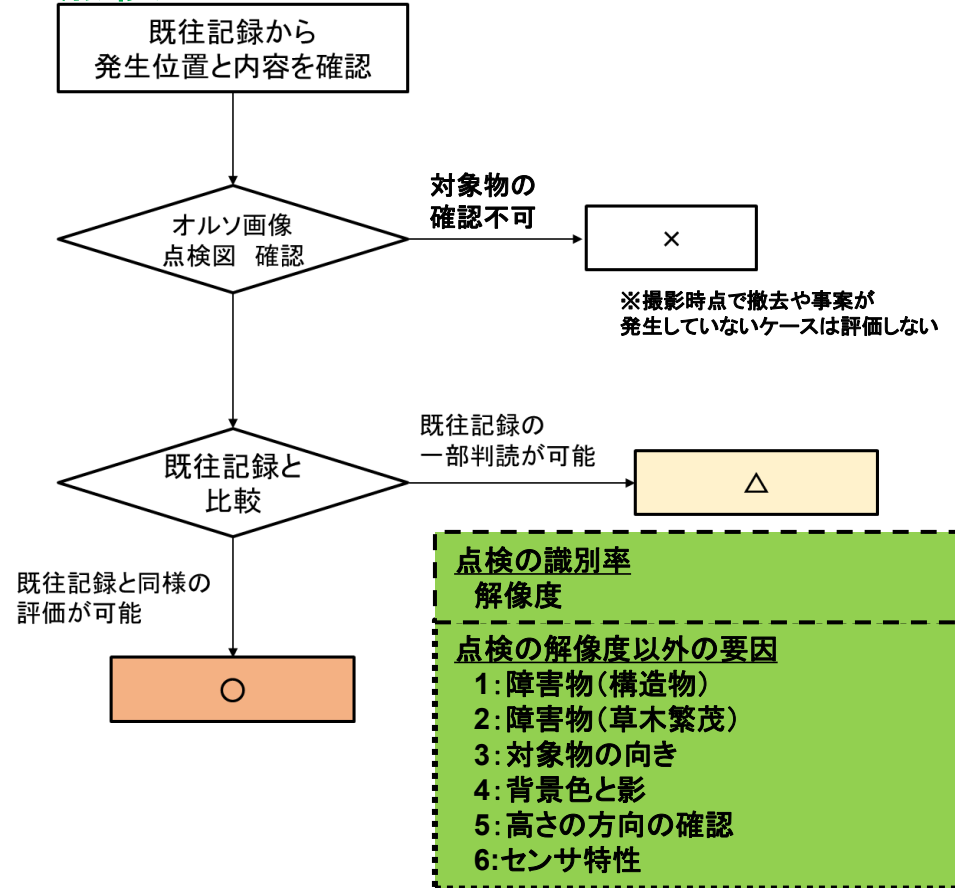 既往記録から
発生位置と内容を確認
対象物の
確認不可
オルソ画像
点検図　確認
×
※撮影時点で撤去や事案が
発生していないケースは評価しない
既往記録の
一部判読が可能
既往記録と
比較
△
既往記録と同様の
評価が可能
○
点検の識別率
解像度
点検の解像度以外の要因
1：障害物（構造物）
2：障害物（草木繁茂）
3：対象物の向き
4：背景色と影
5：高さの方向の確認
6:センサ特性